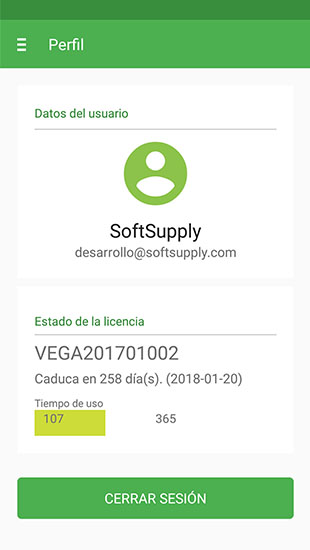 Perfil
Datos del usuario
SoftSupply
desarrollo@softsupply.com
Estado de la licencia
VEGA201701002
Caduca en 258 día(s). (2018-01-20)
Tiempo de uso
107 365
CERRAR SESIÓN